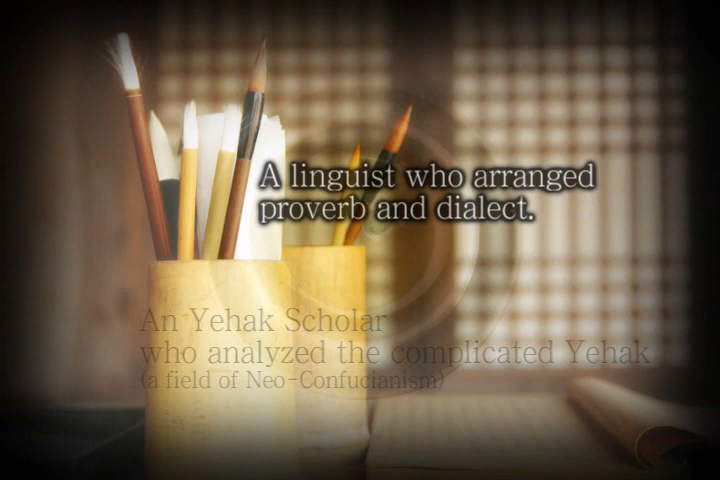 A linguist who arranged
proverb and dialect.
An Yehak Scholar
who analyzed the complicated Yehak
(a field of Neo-Confucianism)